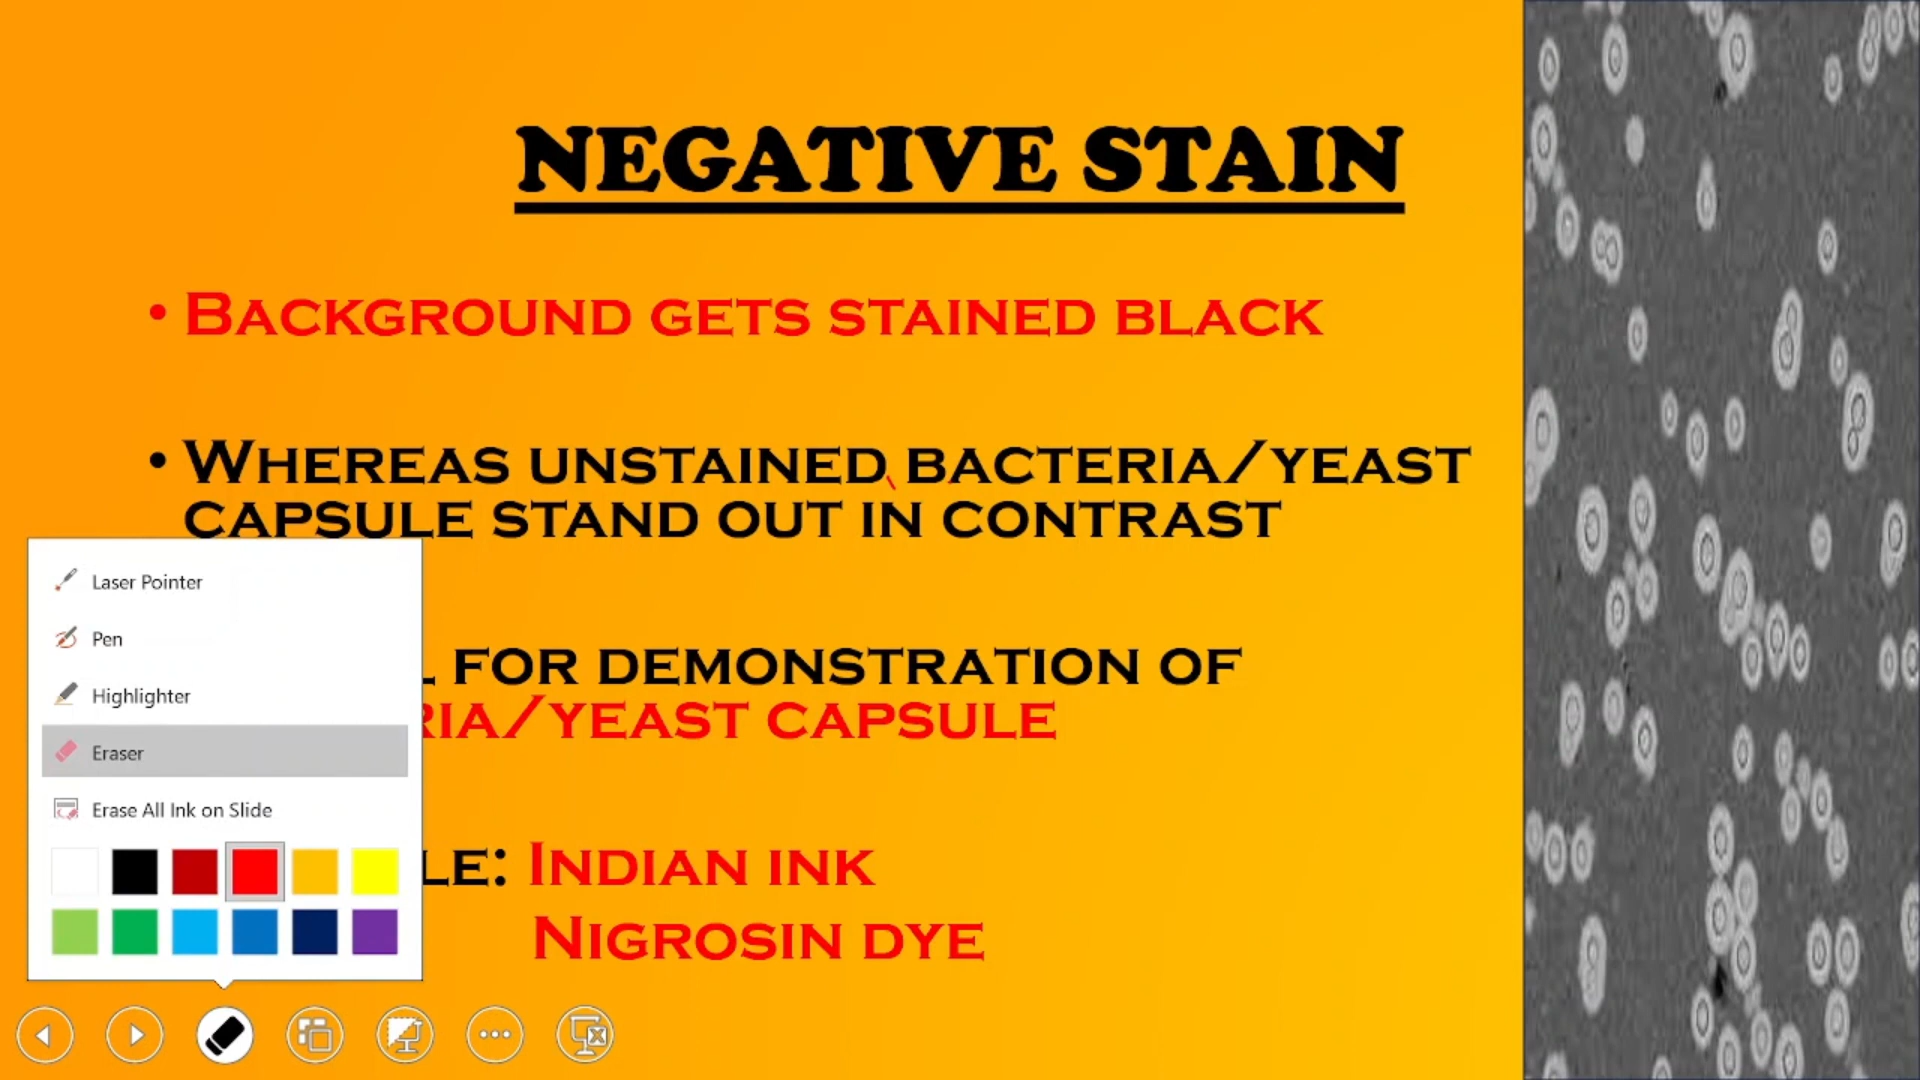 NEGATIVE STAIN
• BACKGROUND GETS STAINED BLACK
• WHEREAS UNSTAINED BACTERIA/YEAST
CAPSULE STAND OUT IN CONTRAST
FOR DEMONSTRATION OF
/YEAST CAPSULE
INDIAN INK
NIGROSIN DYE
Laser Pointer
Pen
Highlighter
Eraser
Erase All Ink on Slide